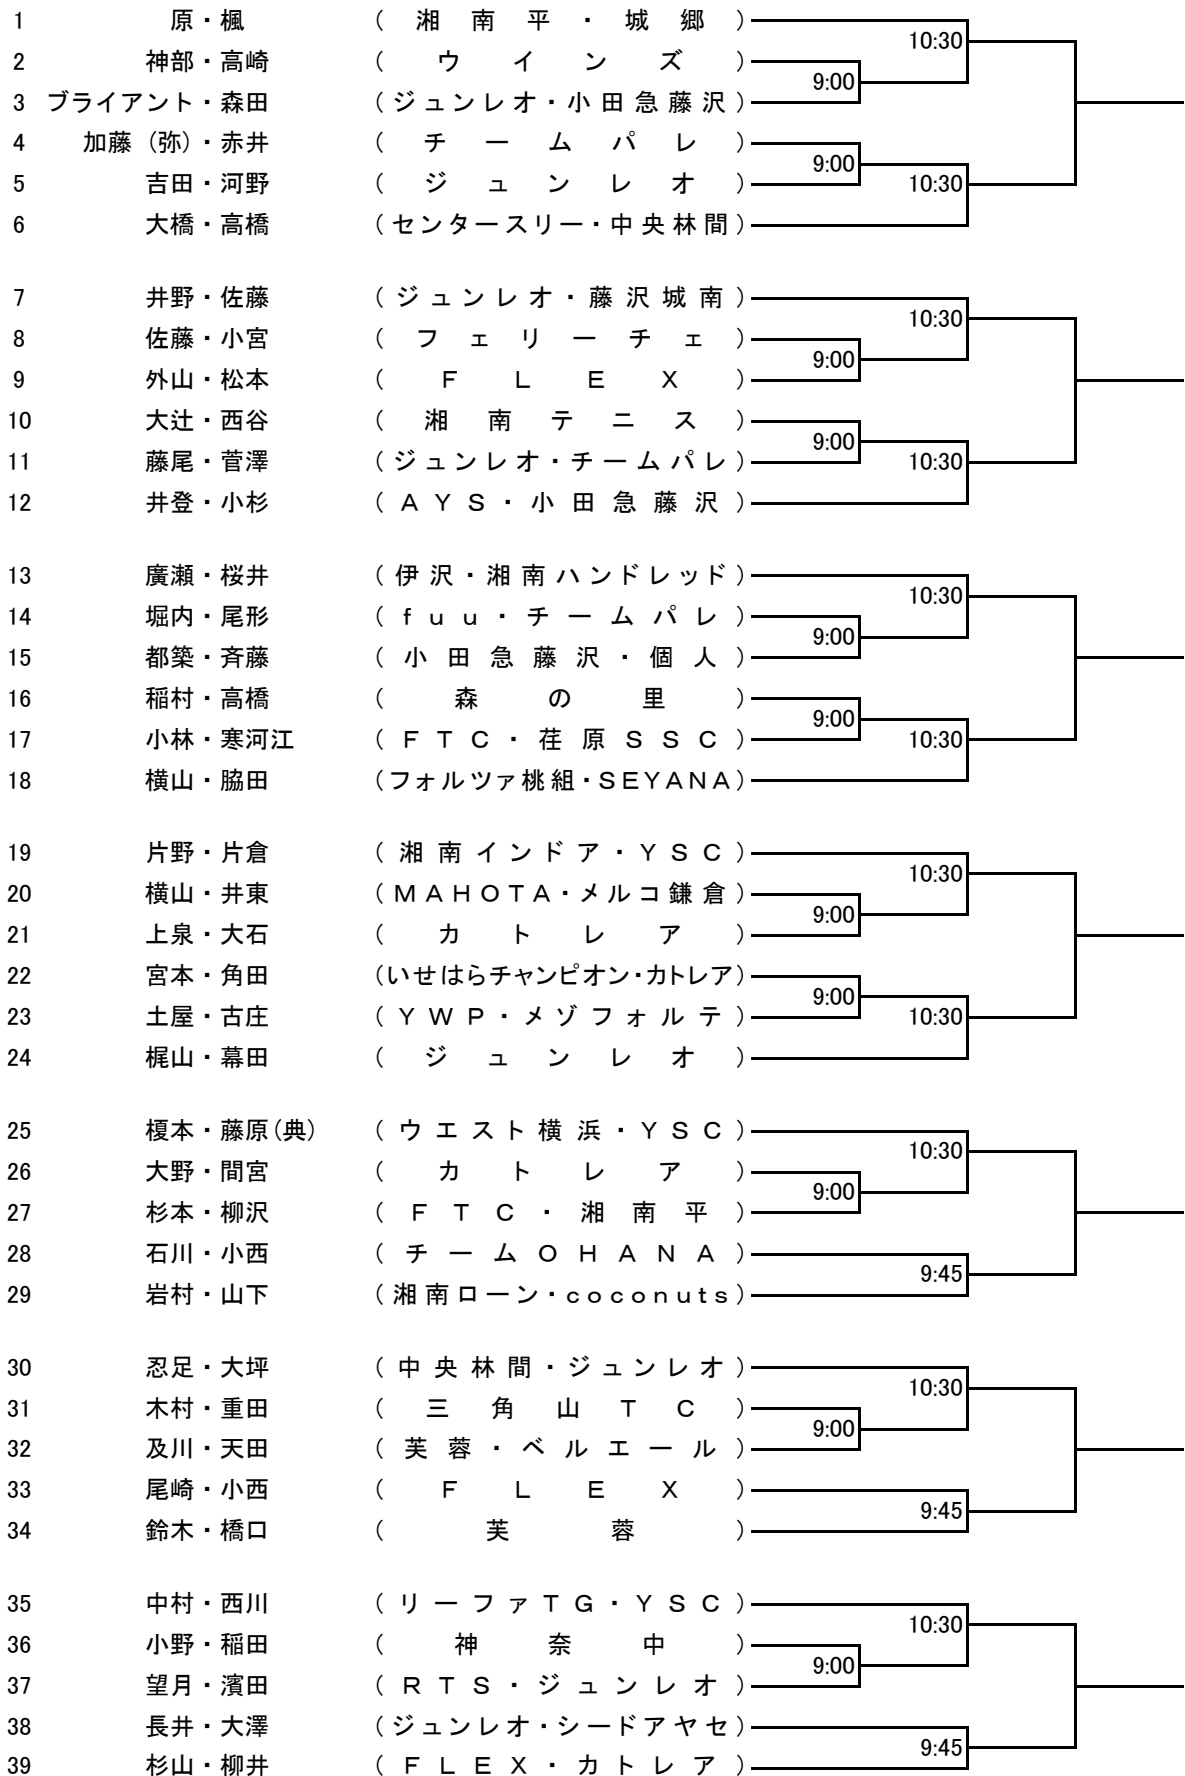 1 原・楓 (湘南平・城郷)
10:30
2 神部・高崎 (ウインズ)
9:00
3 ブライアント・森田 (ジュンレオ・小田急藤沢)
4 加藤(弥)・赤井 (チームパレ)
9:00
5 吉田・河野 (ジュンレオ) 10:30
6 大橋・高橋 (センタースリー・中央林間)
7 井野・佐藤 (ジュンレオ・藤沢城南)
10:30
8 佐藤・小宮 (フェリーチェ)
9:00
9 外山・松本 (FLEX)
10 大辻・西谷 (湘南テニス)
9:00
11 藤尾・菅澤 (ジュンレオ・チームパレ) 10:30
12 井登・小杉 (AYS・小田急藤沢)
13 廣瀬・桜井 (伊沢・湘南ハンドレッド)
10:30
14 堀内・尾形 (fuu・チームパレ)
9:00
15 都築・斉藤 (小田急藤沢・個人)
16 稲村・高橋 (森の里)
9:00
17 小林・寒河江 (FTC・荏原SSC) 10:30
18 横山・脇田 (フォルツァ桃組・SEYANA)
19 片野・片倉 (湘南インドア・YSC)
10:30
20 横山・井東 (MAHOTA・メルコ鎌倉)
9:00
21 上泉・大石 (カトレア)
22 宮本・角田 (いせはらチャンピオン・カトレア)
9:00
23 土屋・古庄 (YWP・メゾフォルテ) 10:30
24 梶山・幕田 (ジュンレオ)
25 榎本・藤原(典) (ウエスト横浜・YSC)
10:30
26 大野・間宮 (カトレア)
9:00
27 杉本・柳沢 (FTC・湘南平)
28 石川・小西 (チームOHANA)
9:45
29 岩村・山下 (湘南ローン・coconuts)
30 忍足・大坪 (中央林間・ジュンレオ)
10:30
31 木村・重田 (三角山TC)
9:00
32 及川・天田 (芙蓉・ベルエール)
33 尾崎・小西 (FLEX)
9:45
34 鈴木・橋口 (芙蓉)
35 中村・西川 (リーファTG・YSC)
10:30
36 小野・稲田 (神奈中)
9:00
37 望月・濱田 (RTS・ジュンレオ)
38 長井・大澤 (ジュンレオ・シードアヤセ)
9:45
39 杉山・柳井 (FLEX・カトレア)